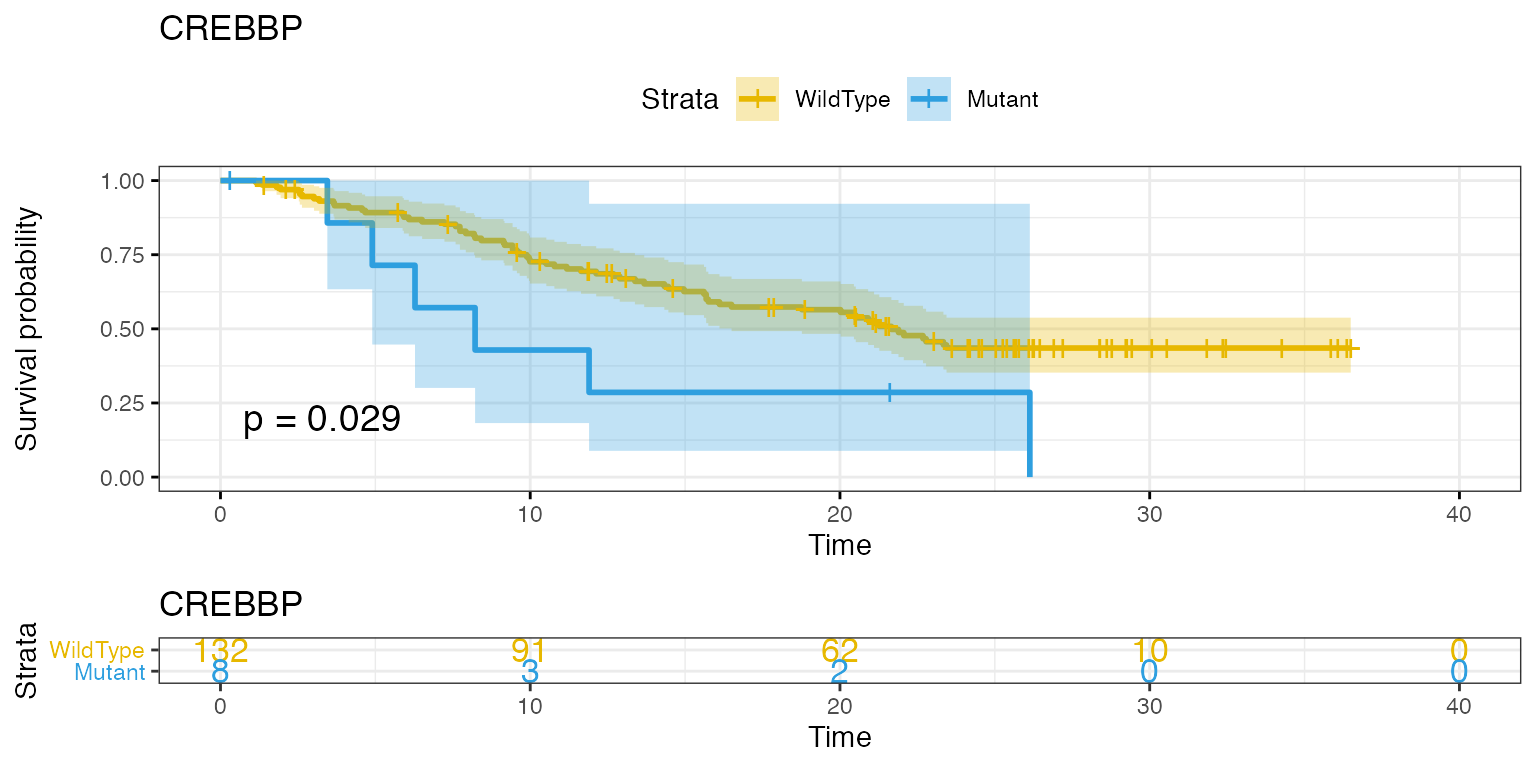 CREBBP
Strata WildType Mutant
Survival probability
1.00
0.75
0.50
0.25
0.00
p = 0.029
0 10 20 30 40
Time
CREBBP
Strata
WildType 132 91 62 10 0
Mutant 8 3 2 0 0
0 10 20 30 40
Time